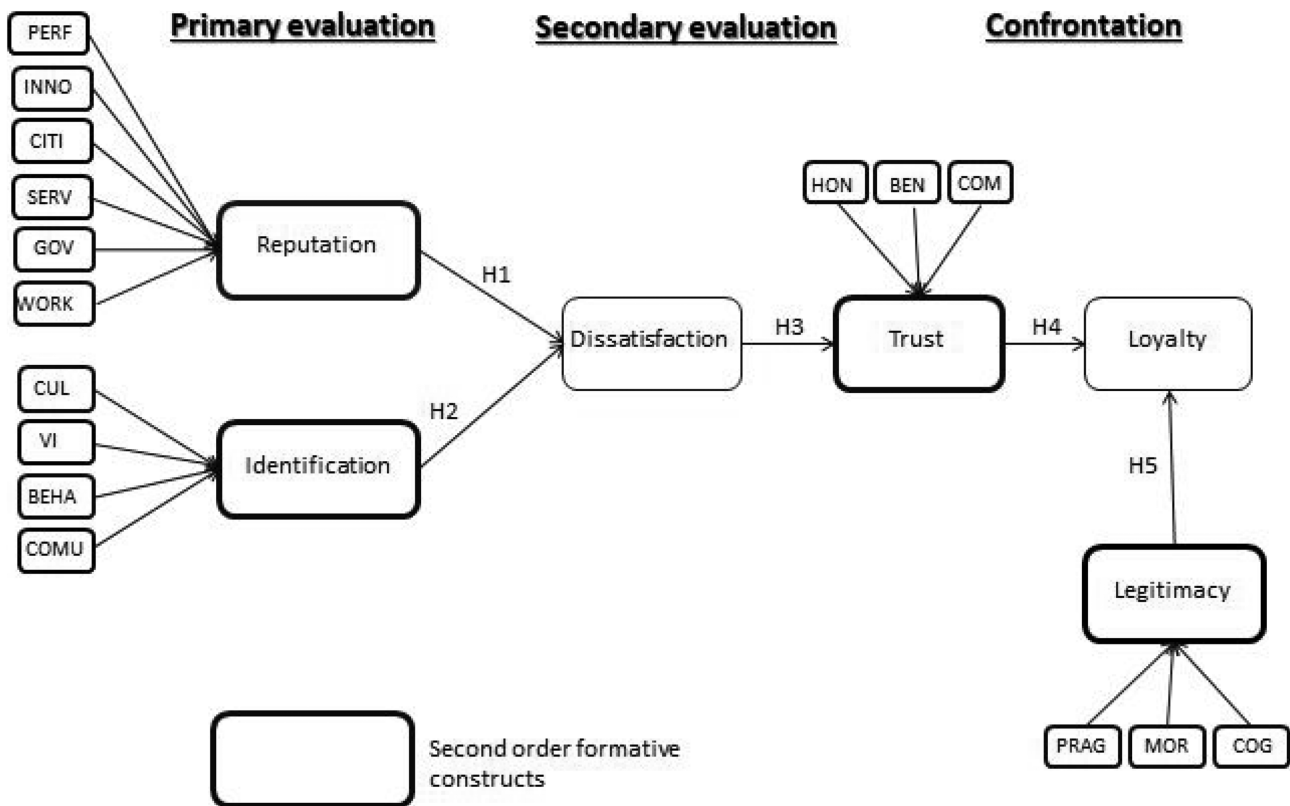 Primary evaluation
Secondary evaluation
Confrontation
PERF
INNO
CITI
SERV
GOV
WORK
Reputation
H1
CUL
VI
BEHA
COMU
Identification
H2
Dissatisfaction
H3
HON
BEN
COM
Trust
H4
Loyalty
H5
Legitimacy
PRAG
MOR
COG
Second order formative
constructs